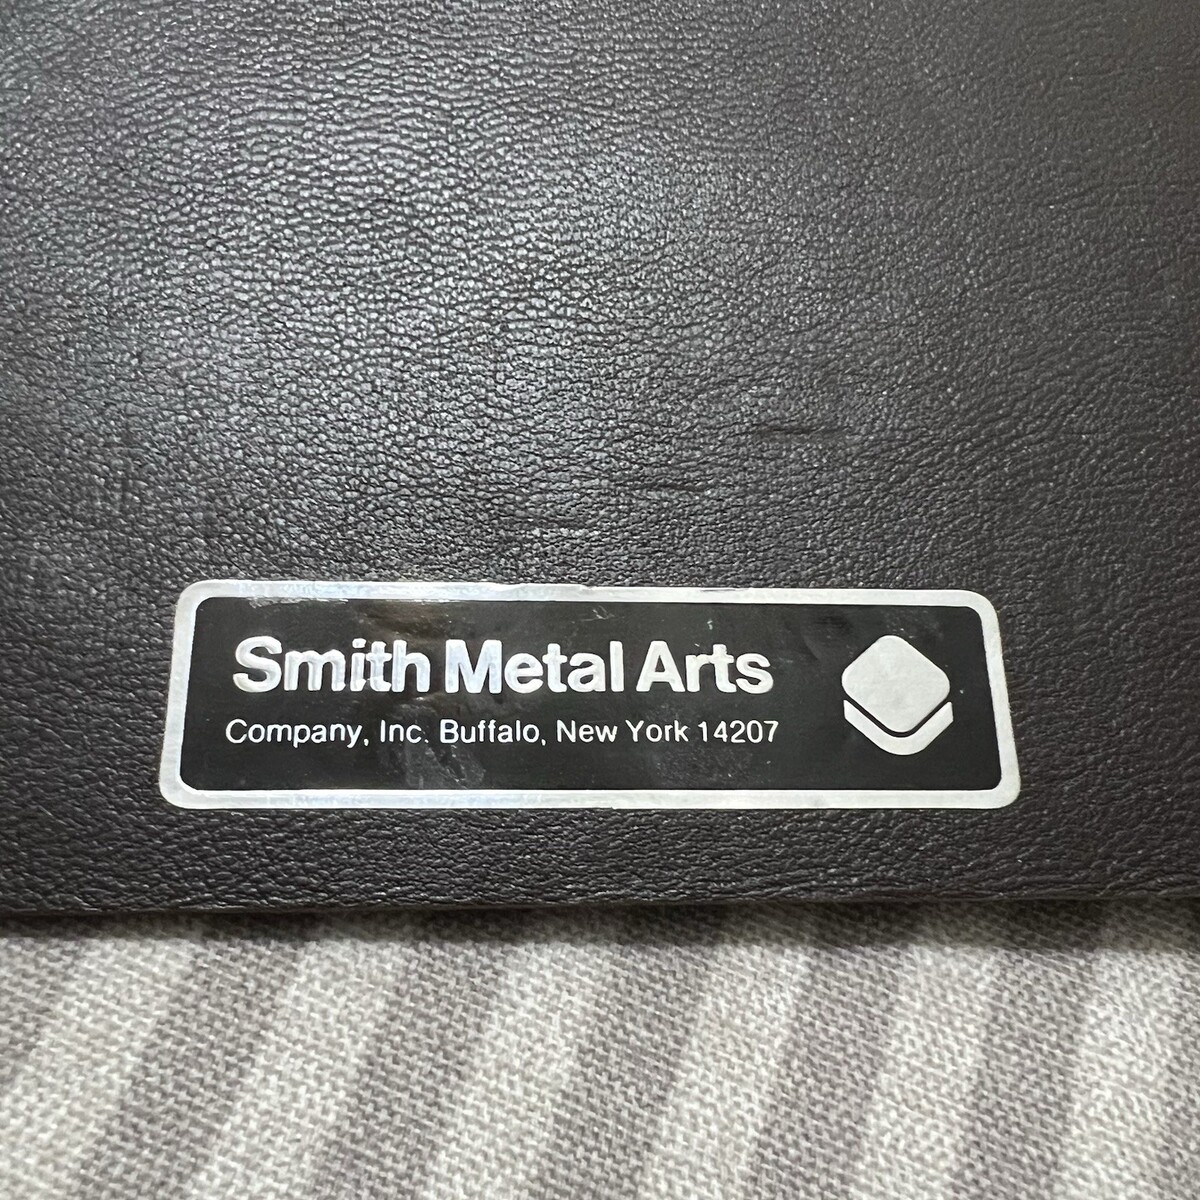 Smith Metal Arts
Company, Inc. Buffalo, New York 14207